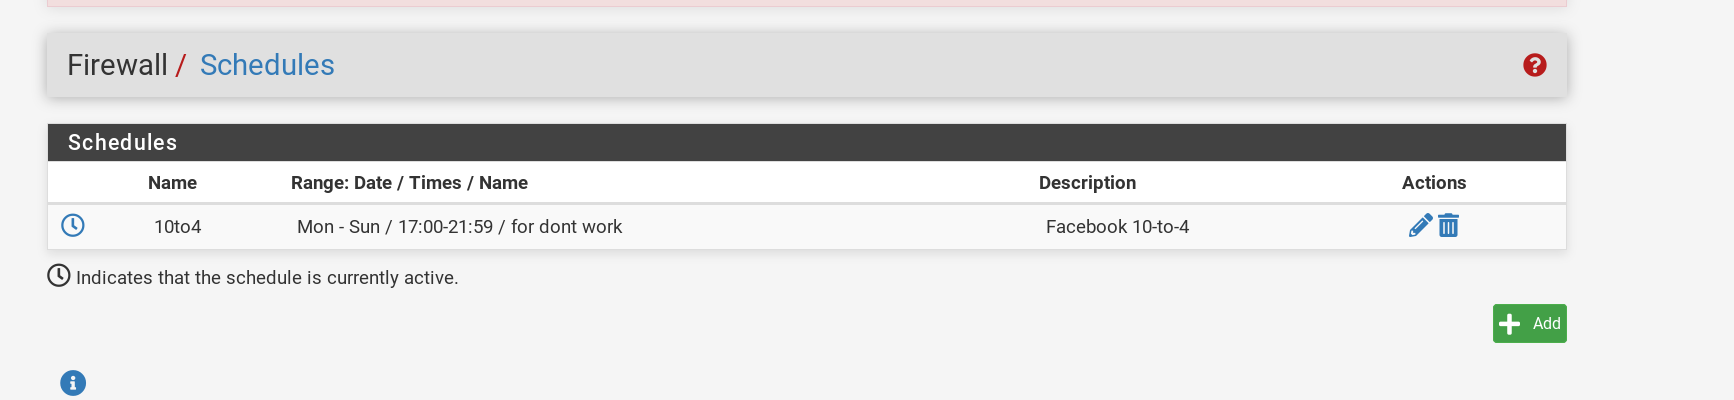 Firewall / Schedules
Schedules
Name Range: Date / Times / Name Description Actions
10to4 Mon - Sun / 17:00-21:59 / for dont work Facebook 10-to-4
Indicates that the schedule is currently active.
Add